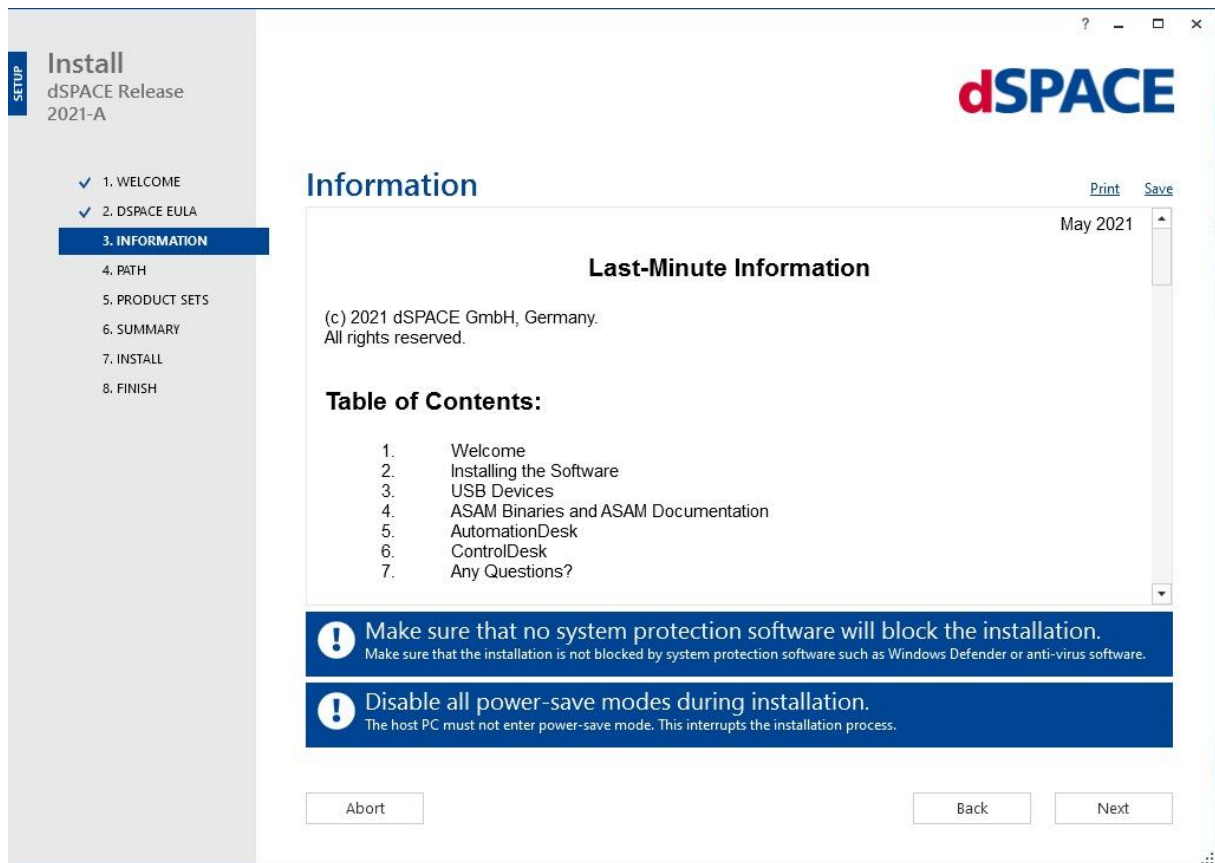 SETUP
Install
dSPACE Release
2021-A
1. WELCOME
2. DSPACE EULA
3. INFORMATION
4. PATH
5. PRODUCT SETS
6. SUMMARY
7. INSTALL
8. FINISH
?
dSPACE
Information
Print Save
May 2021
Last-Minute Information
(c) 2021 dSPACE GmbH, Germany.
All rights reserved.
Table of Contents:
1. Welcome
2. Installing the Software
3. USB Devices
4. ASAM Binaries and ASAM Documentation
5. AutomationDesk
6. ControlDesk
7. Any Questions?
! Make sure that no system protection software will block the installation.
Make sure that the installation is not blocked by system protection software such as Windows Defender or anti-virus software.
! Disable all power-save modes during installation.
The host PC must not enter power-save mode. This interrupts the installation process.
Abort Back Next